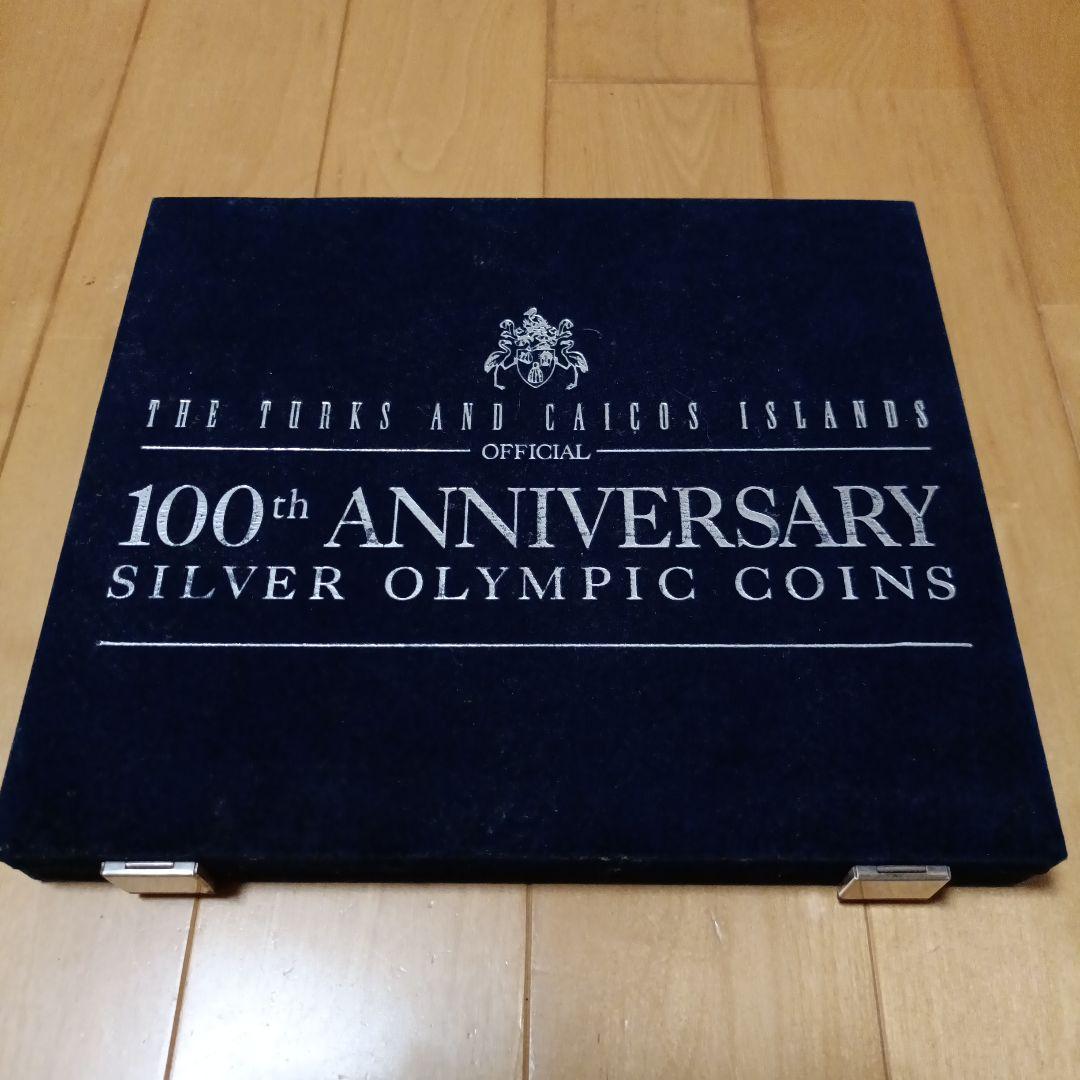 THE TURKS AND CAICOS ISLANDS
OFFICIAL
100th ANNIVERSARY
SILVER OLYMPIC COINS